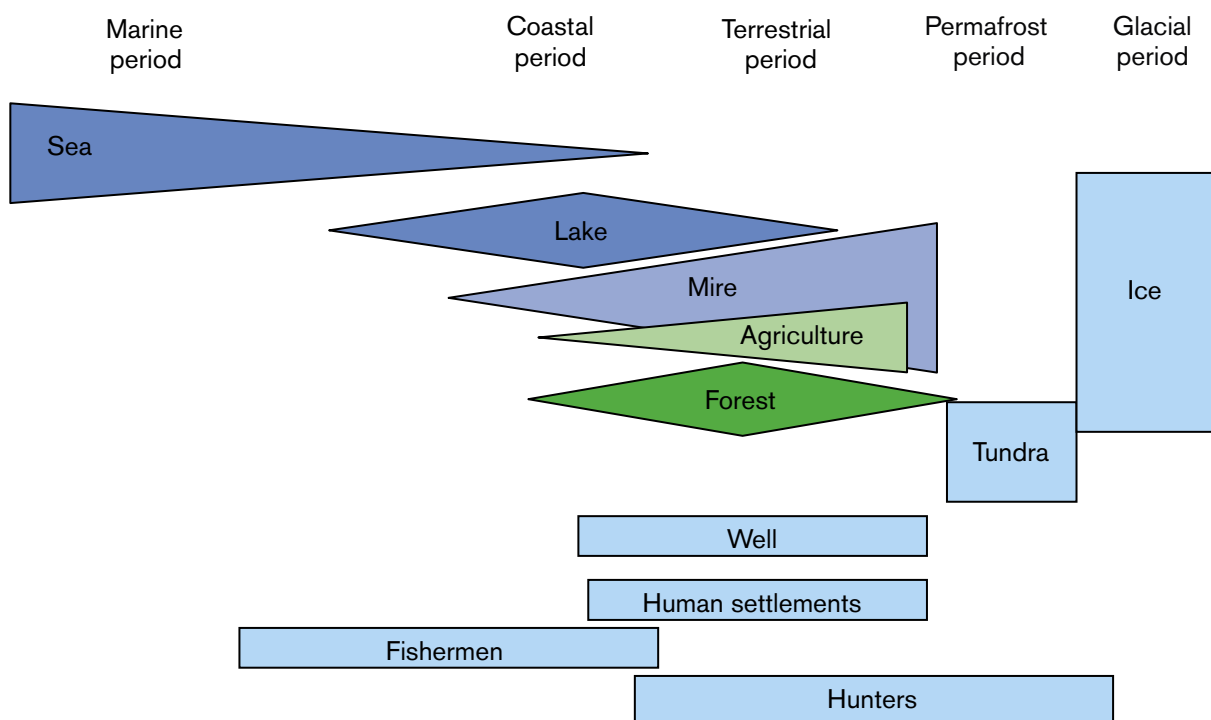 Marine
period
Coastal
period
Terrestrial
period
Permafrost
period
Glacial
period
Sea
Lake
Mire
Ice
Agriculture
Forest
Tundra
Well
Human settlements
Fishermen
Hunters